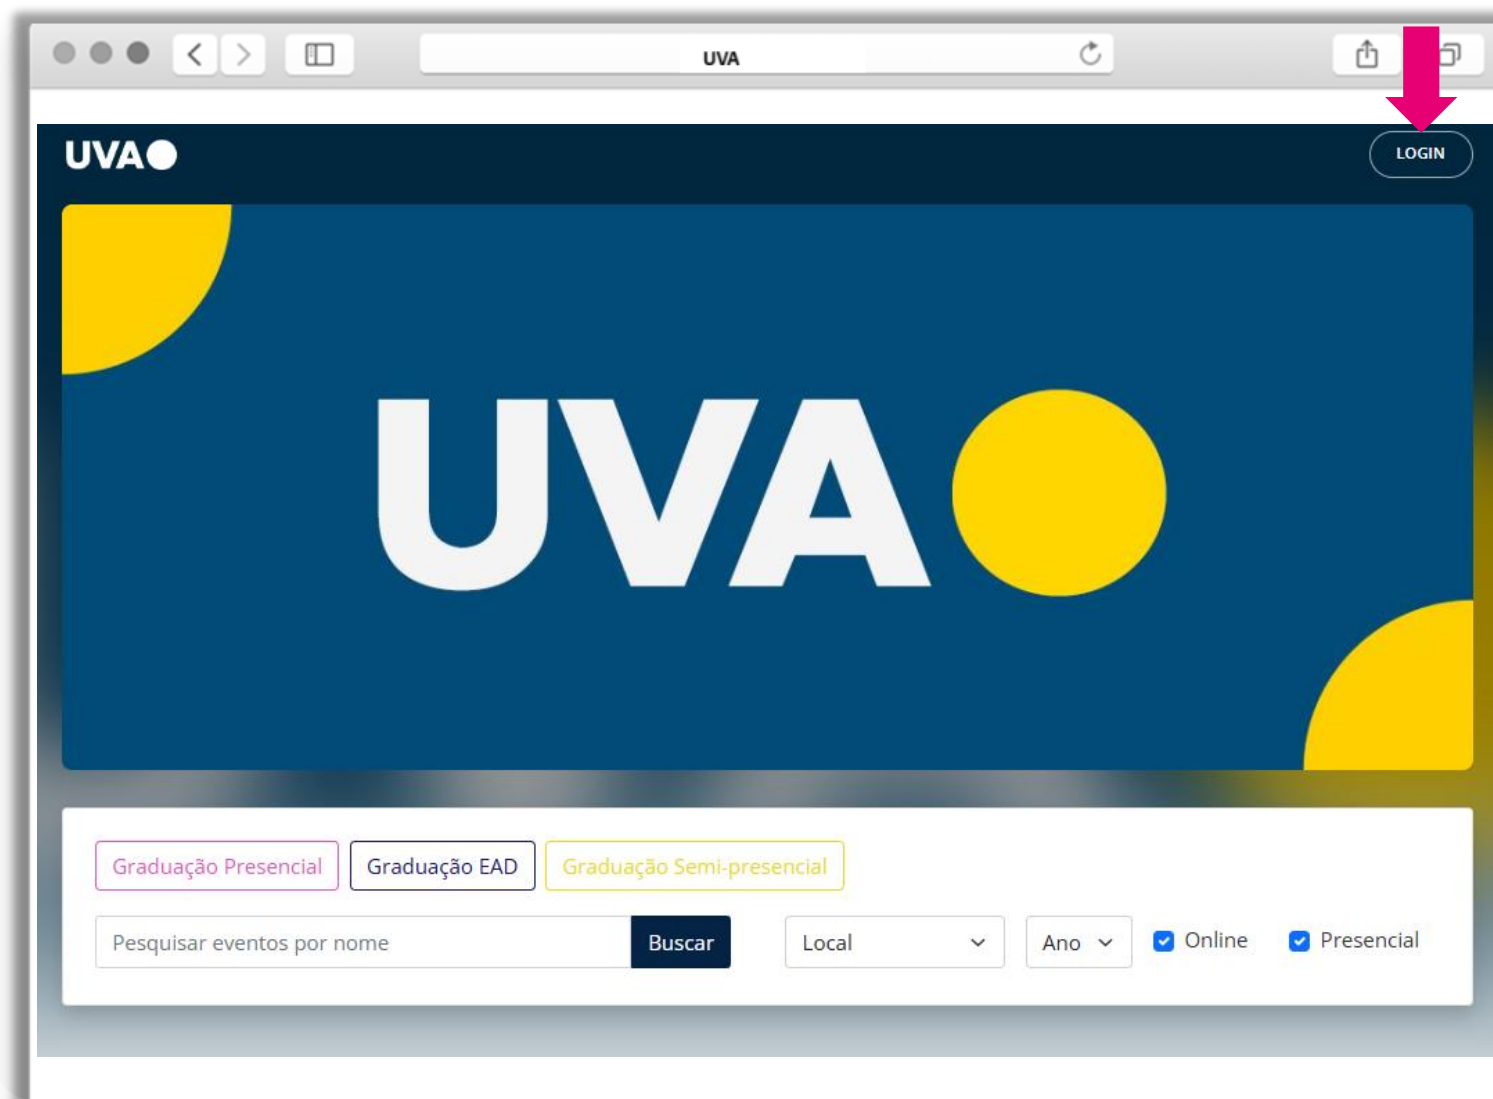 UVA
UVA
LOGIN
UVA
Graduação Presencial
Graduação EAD
Graduação Semi-presencial
Pesquisar eventos por nome
Buscar
Local
Ano
Online
Presencial